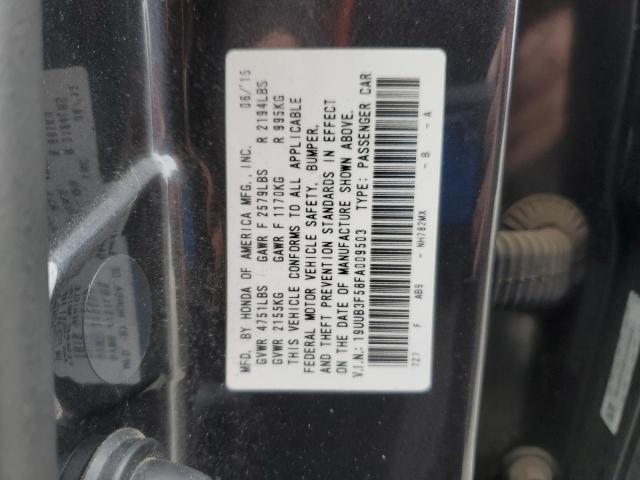 MFD. BY HONDA OF AMERICA MFG., INC. 06/15
GVWR 4751LBS GAWR F 2579LBS R 2194LBS
GVWR 2155KG GAWR F 1170KG R 995KG
THIS VEHICLE CONFORMS TO ALL APPLICABLE
FEDERAL MOTOR VEHICLE SAFETY, BUMPER,
AND THEFT PREVENTION STANDARDS IN EFFECT
ON THE DATE OF MANUFACTURE SHOWN ABOVE.
V.I.N.: 19UUB3F58FA009503 TYPE: PASSENGER CAR
TZ7 F AB9 - NH782MX - B - A